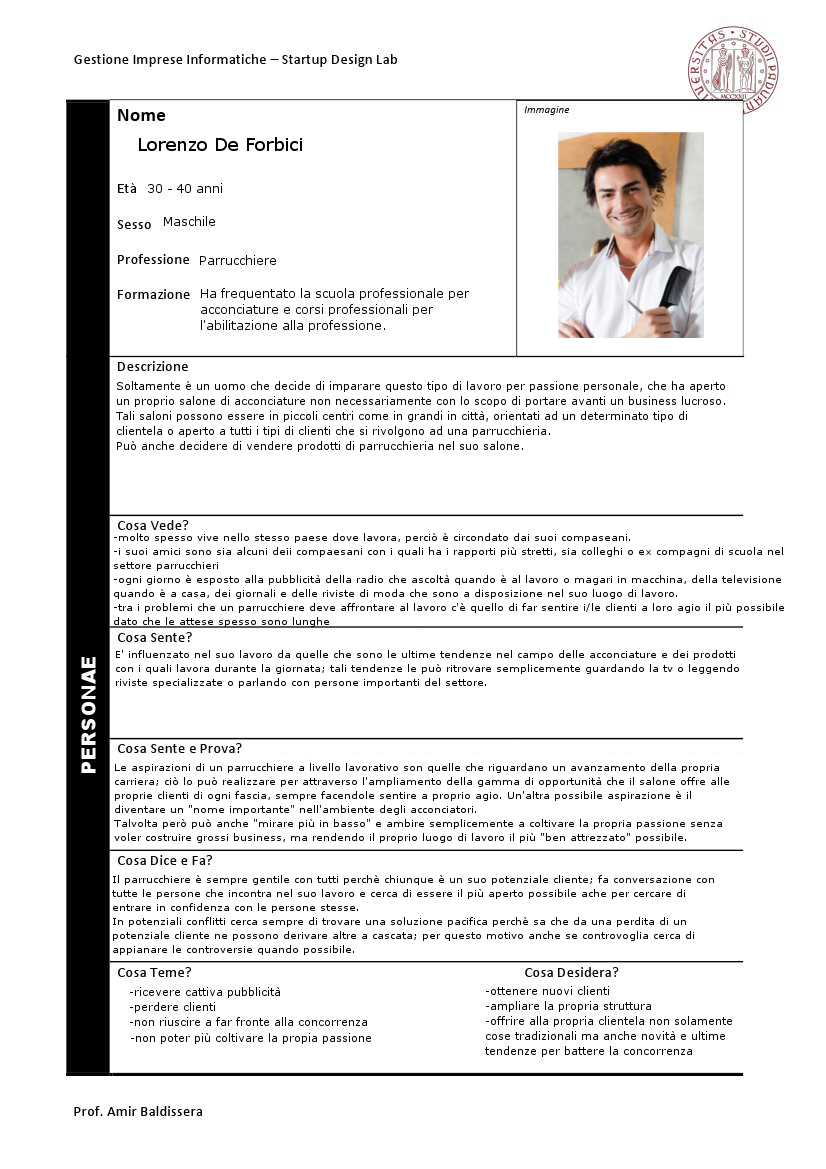 Gestione Imprese Informatiche – Startup Design Lab
UNIVERSITAS STUDII PADUANI
MCCXXII
Nome
Lorenzo De Forbici
Immagine
Età 30 - 40 anni
Sesso Maschile
Professione Parrucchiere
Formazione Ha frequentato la scuola professionale per
acconciature e corsi professionali per
l'abilitazione alla professione.
PERSONAE
Descrizione
Soltamente è un uomo che decide di imparare questo tipo di lavoro per passione personale, che ha aperto
un proprio salone di acconciature non necessariamente con lo scopo di portare avanti un business lucroso.
Tali saloni possono essere in piccoli centri come in grandi in città, orientati ad un determinato tipo di
clientela o aperto a tutti i tipi di clienti che si rivolgono ad una parrucchieria.
Può anche decidere di vendere prodotti di parrucchieria nel suo salone.
Cosa Vede?
-molto spesso vive nello stesso paese dove lavora, perciò è circondato dai suoi compaseani.
-i suoi amici sono sia alcuni deii compaesani con i quali ha i rapporti più stretti, sia colleghi o ex compagni di scuola nel
settore parrucchieri
-ogni giorno è esposto alla pubblicità della radio che ascoltà quando è al lavoro o magari in macchina, della televisione
quando è a casa, dei giornali e delle riviste di moda che sono a disposizione nel suo luogo di lavoro.
-tra i problemi che un parrucchiere deve affrontare al lavoro c'è quello di far sentire i/le clienti a loro agio il più possibile
dato che le attese spesso sono lunghe
Cosa Sente?
E' influenzato nel suo lavoro da quelle che sono le ultime tendenze nel campo delle acconciature e dei prodotti
con i quali lavora durante la giornata; tali tendenze le può ritrovare semplicemente guardando la tv o leggendo
riviste specializzate o parlando con persone importanti del settore.
Cosa Sente e Prova?
Le aspirazioni di un parrucchiere a livello lavorativo son quelle che riguardano un avanzamento della propria
carriera; ciò lo può realizzare per attraverso l'ampliamento della gamma di opportunità che il salone offre alle
proprie clienti di ogni fascia, sempre facendole sentire a proprio agio. Un'altra possibile aspirazione è il
diventare un "nome importante" nell'ambiente degli acconciatori.
Talvolta però può anche "mirare più in basso" e ambire semplicemente a coltivare la propria passione senza
voler costruire grossi business, ma rendendo il proprio luogo di lavoro il più "ben attrezzato" possibile.
Cosa Dice e Fa?
Il parrucchiere è sempre gentile con tutti perchè chiunque è un suo potenziale cliente; fa conversazione con
tutte le persone che incontra nel suo lavoro e cerca di essere il più aperto possibile ache per cercare di
entrare in confidenza con le persone stesse.
In potenziali conflitti cerca sempre di trovare una soluzione pacifica perchè sa che da una perdita di un
potenziale cliente ne possono derivare altre a cascata; per questo motivo anche se controvoglia cerca di
appianare le controversie quando possibile.
Cosa Teme?
-ricevere cattiva pubblicità
-perdere clienti
-non riuscire a far fronte alla concorrenza
-non poter più coltivare la propia passione
Cosa Desidera?
-ottenere nuovi clienti
-ampliare la propria struttura
-offrire alla propria clientela non solamente
cose tradizionali ma anche novità e ultime
tendenze per battere la concorrenza
Prof. Amir Baldissera